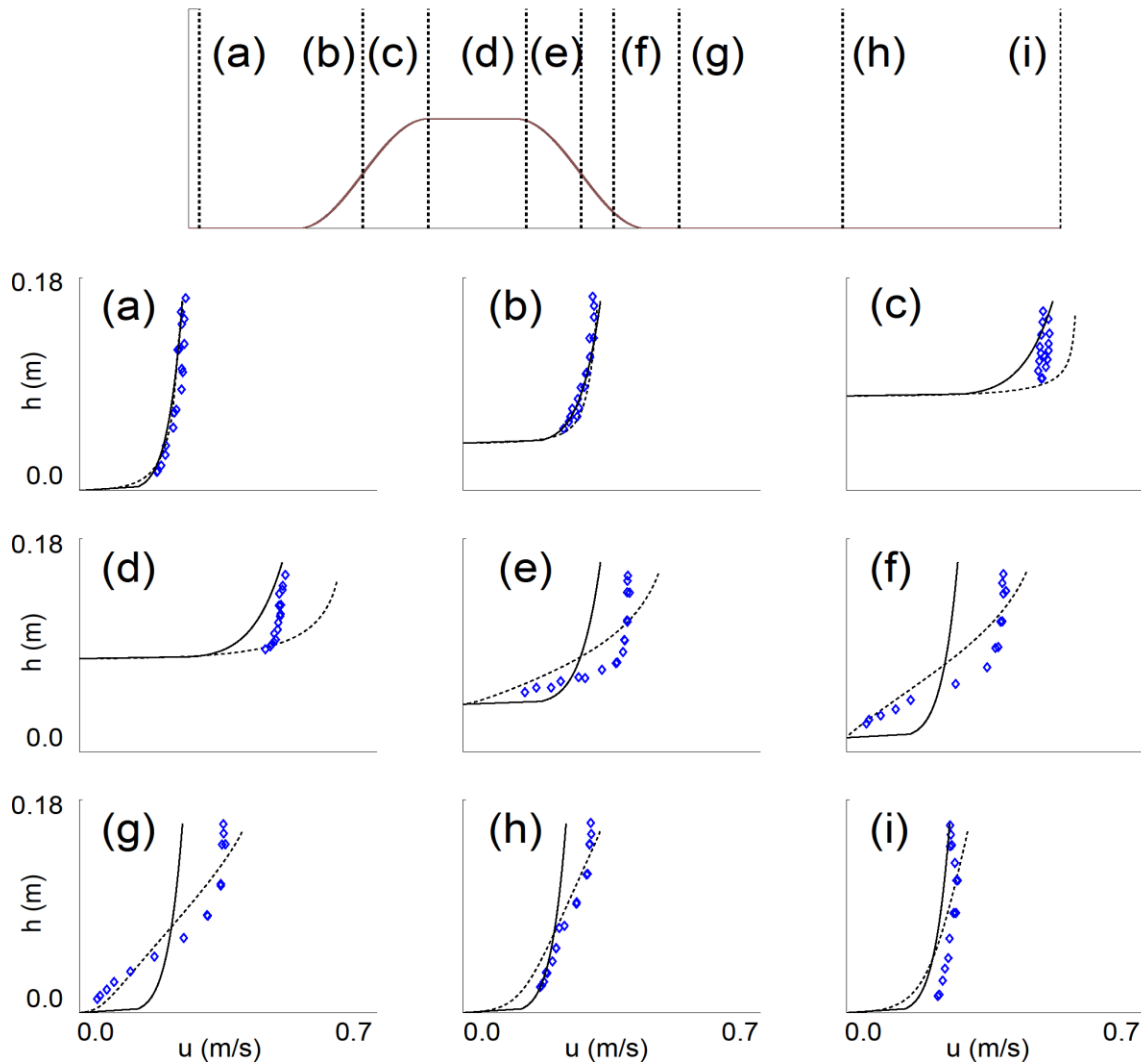 (a) (b) (c) (d) (e) (f) (g) (h) (i)
0.18 (a) (b) (c)
h (m)
0.0
0.18 (d) (e) (f)
h (m)
0.0
0.18 (g) (h) (i)
h (m)
0.0
0.0 0.7 0.0 0.7 0.0 0.7
u (m/s) u (m/s) u (m/s)